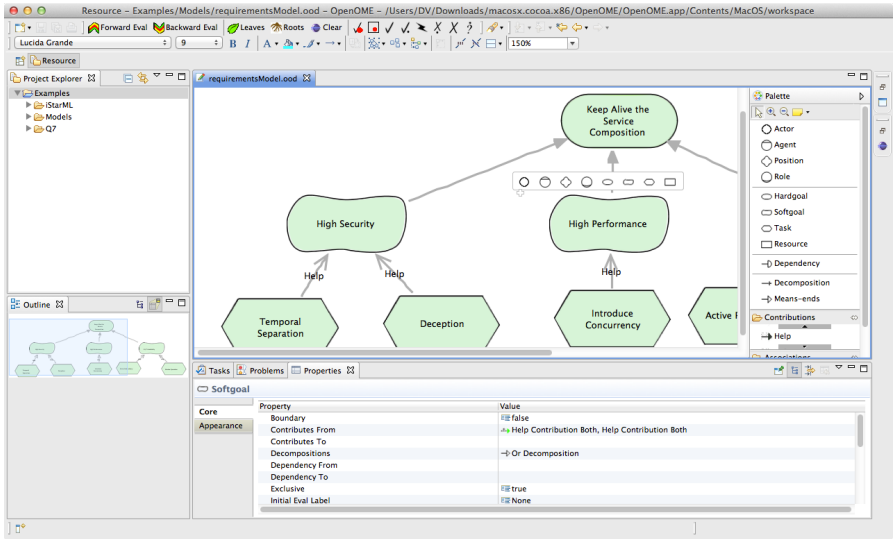 Resource – Examples/Models/requirementsModel.ood – OpenOME – /Users/DV/Downloads/macosx.cocoa.x86/OpenOME/OpenOME.app/Contents/MacOS/workspace
Forward Eval Backward Eval Leaves Roots Clear
Lucida Grande 9 B I A 150%
Resource
Project Explorer
Examples
iStarML
Models
Q7
Outline
requirementsModel.ood
Keep Alive the
Service
Composition
High Security
High Performance
Help
Help
Help
Temporal
Separation
Deception
Introduce
Concurrency
Active
Palette
Actor
Agent
Position
Role
Hardgoal
Softgoal
Task
Resource
Dependency
Decomposition
Means-ends
Contributions
Help
Associations
Tasks Problems Properties
Softgoal
Core
Appearance
Property Value
Boundary false
Contributes From Help Contribution Both, Help Contribution Both
Contributes To
Decompositions Or Decomposition
Dependency From
Dependency To
Exclusive true
Initial Eval Label None